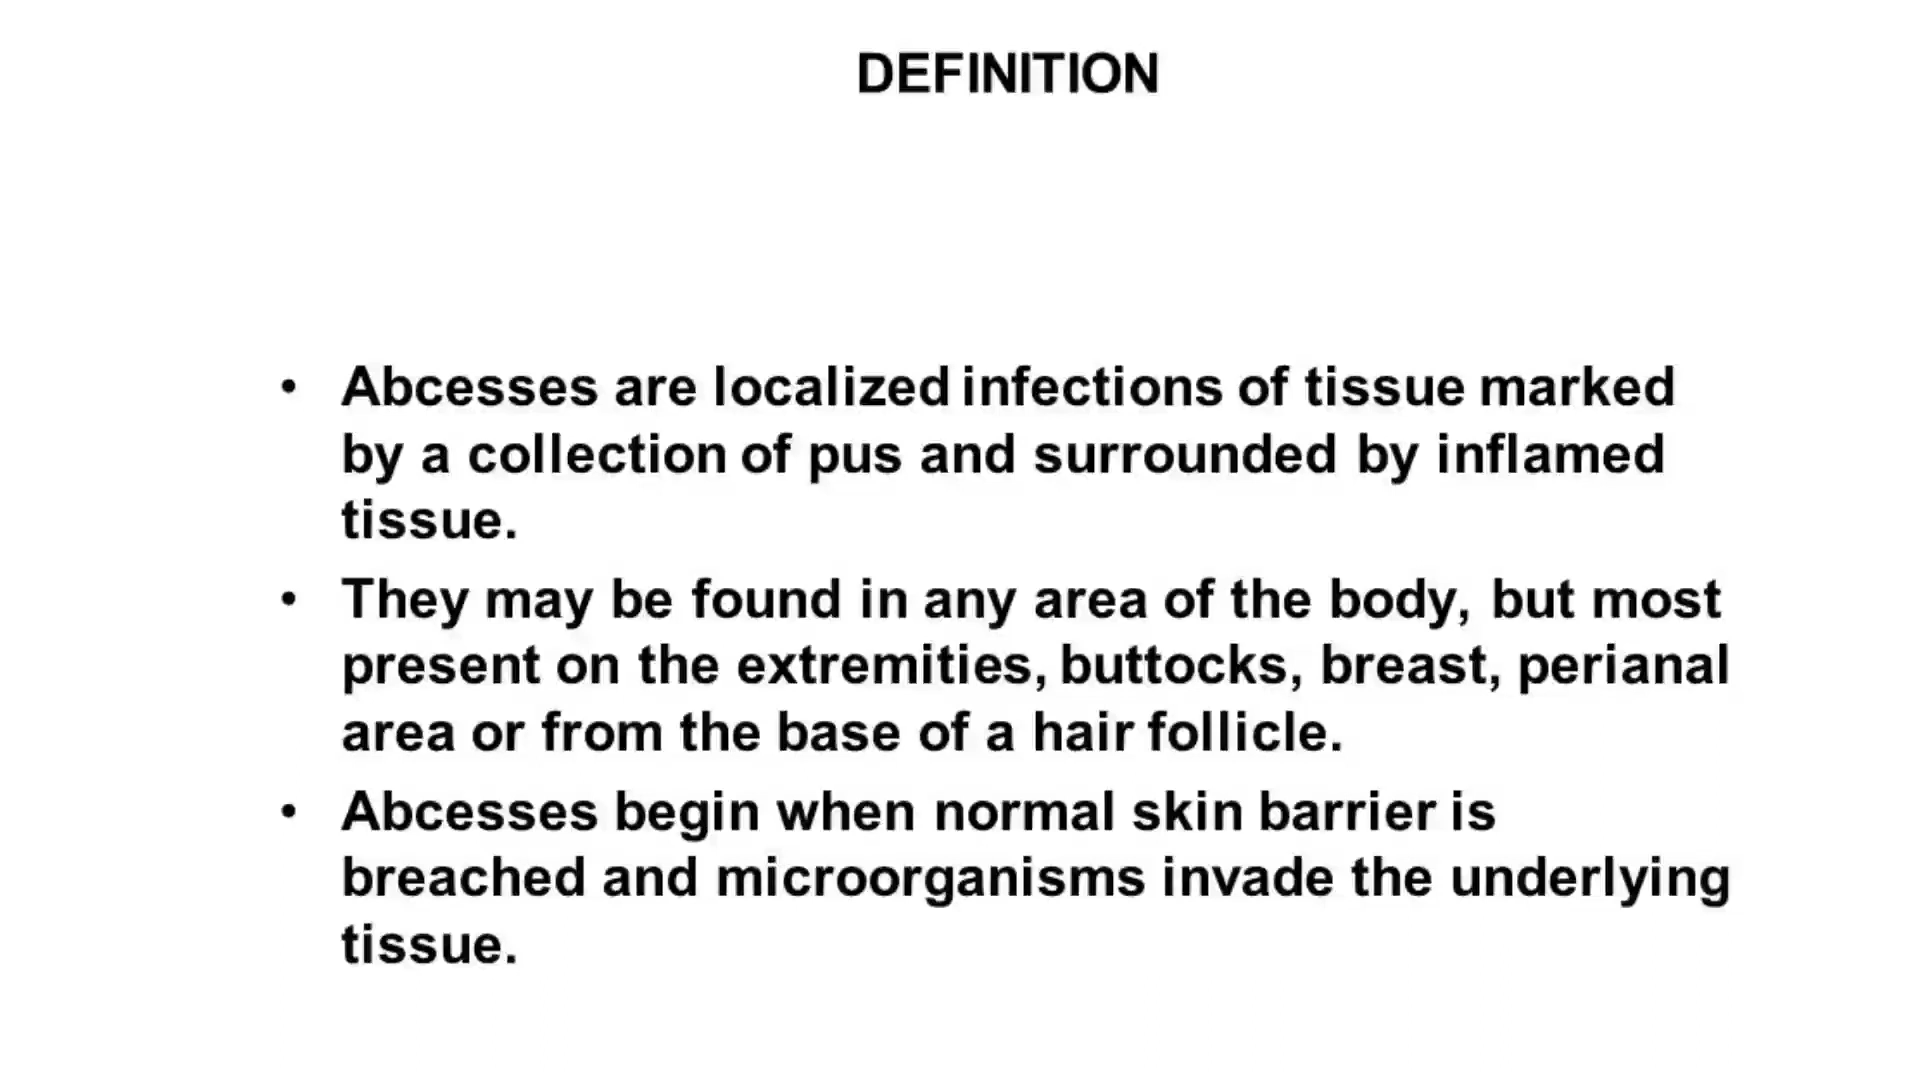 DEFINITION
• Abcesses are localized infections of tissue marked
by a collection of pus and surrounded by inflamed
tissue.
• They may be found in any area of the body, but most
present on the extremities, buttocks, breast, perianal
area or from the base of a hair follicle.
• Abcesses begin when normal skin barrier is
breached and microorganisms invade the underlying
tissue.